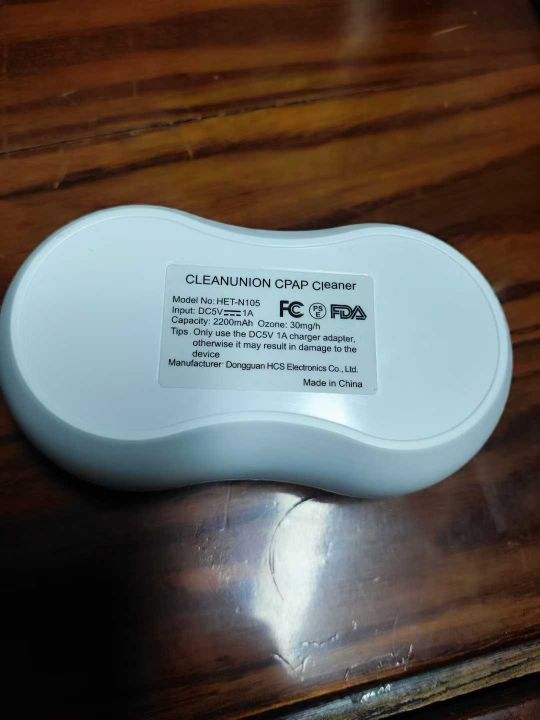 CLEANUNION CPAP Cleaner
Model No: HET-N105
Input: DC5V⎓1A
FC PSE FDA
Capacity: 2200mAh Ozone: 30mg/h
Tips. Only use the DC5V 1A charger adapter,
otherwise it may result in damage to the
device
Manufacturer: Dongguan HCS Electronics Co., Ltd.
Made in China